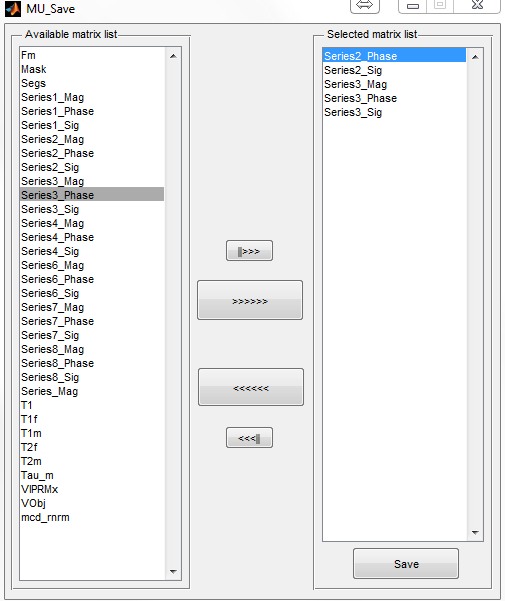 MU_Save
Available matrix list
Fm
Mask
Segs
Series1_Mag
Series1_Phase
Series1_Sig
Series2_Mag
Series2_Phase
Series2_Sig
Series3_Mag
Series3_Phase
Series3_Sig
Series4_Mag
Series4_Phase
Series4_Sig
Series6_Mag
Series6_Phase
Series6_Sig
Series7_Mag
Series7_Phase
Series7_Sig
Series8_Mag
Series8_Phase
Series8_Sig
Series_Mag
T1
T1f
T1m
T2f
T2m
Tau_m
VIPRMx
VObj
mcd_rnrm
>>>
>>>>>>
<<<<<<
<<<
Selected matrix list
Series2_Phase
Series2_Sig
Series3_Mag
Series3_Phase
Series3_Sig
Save